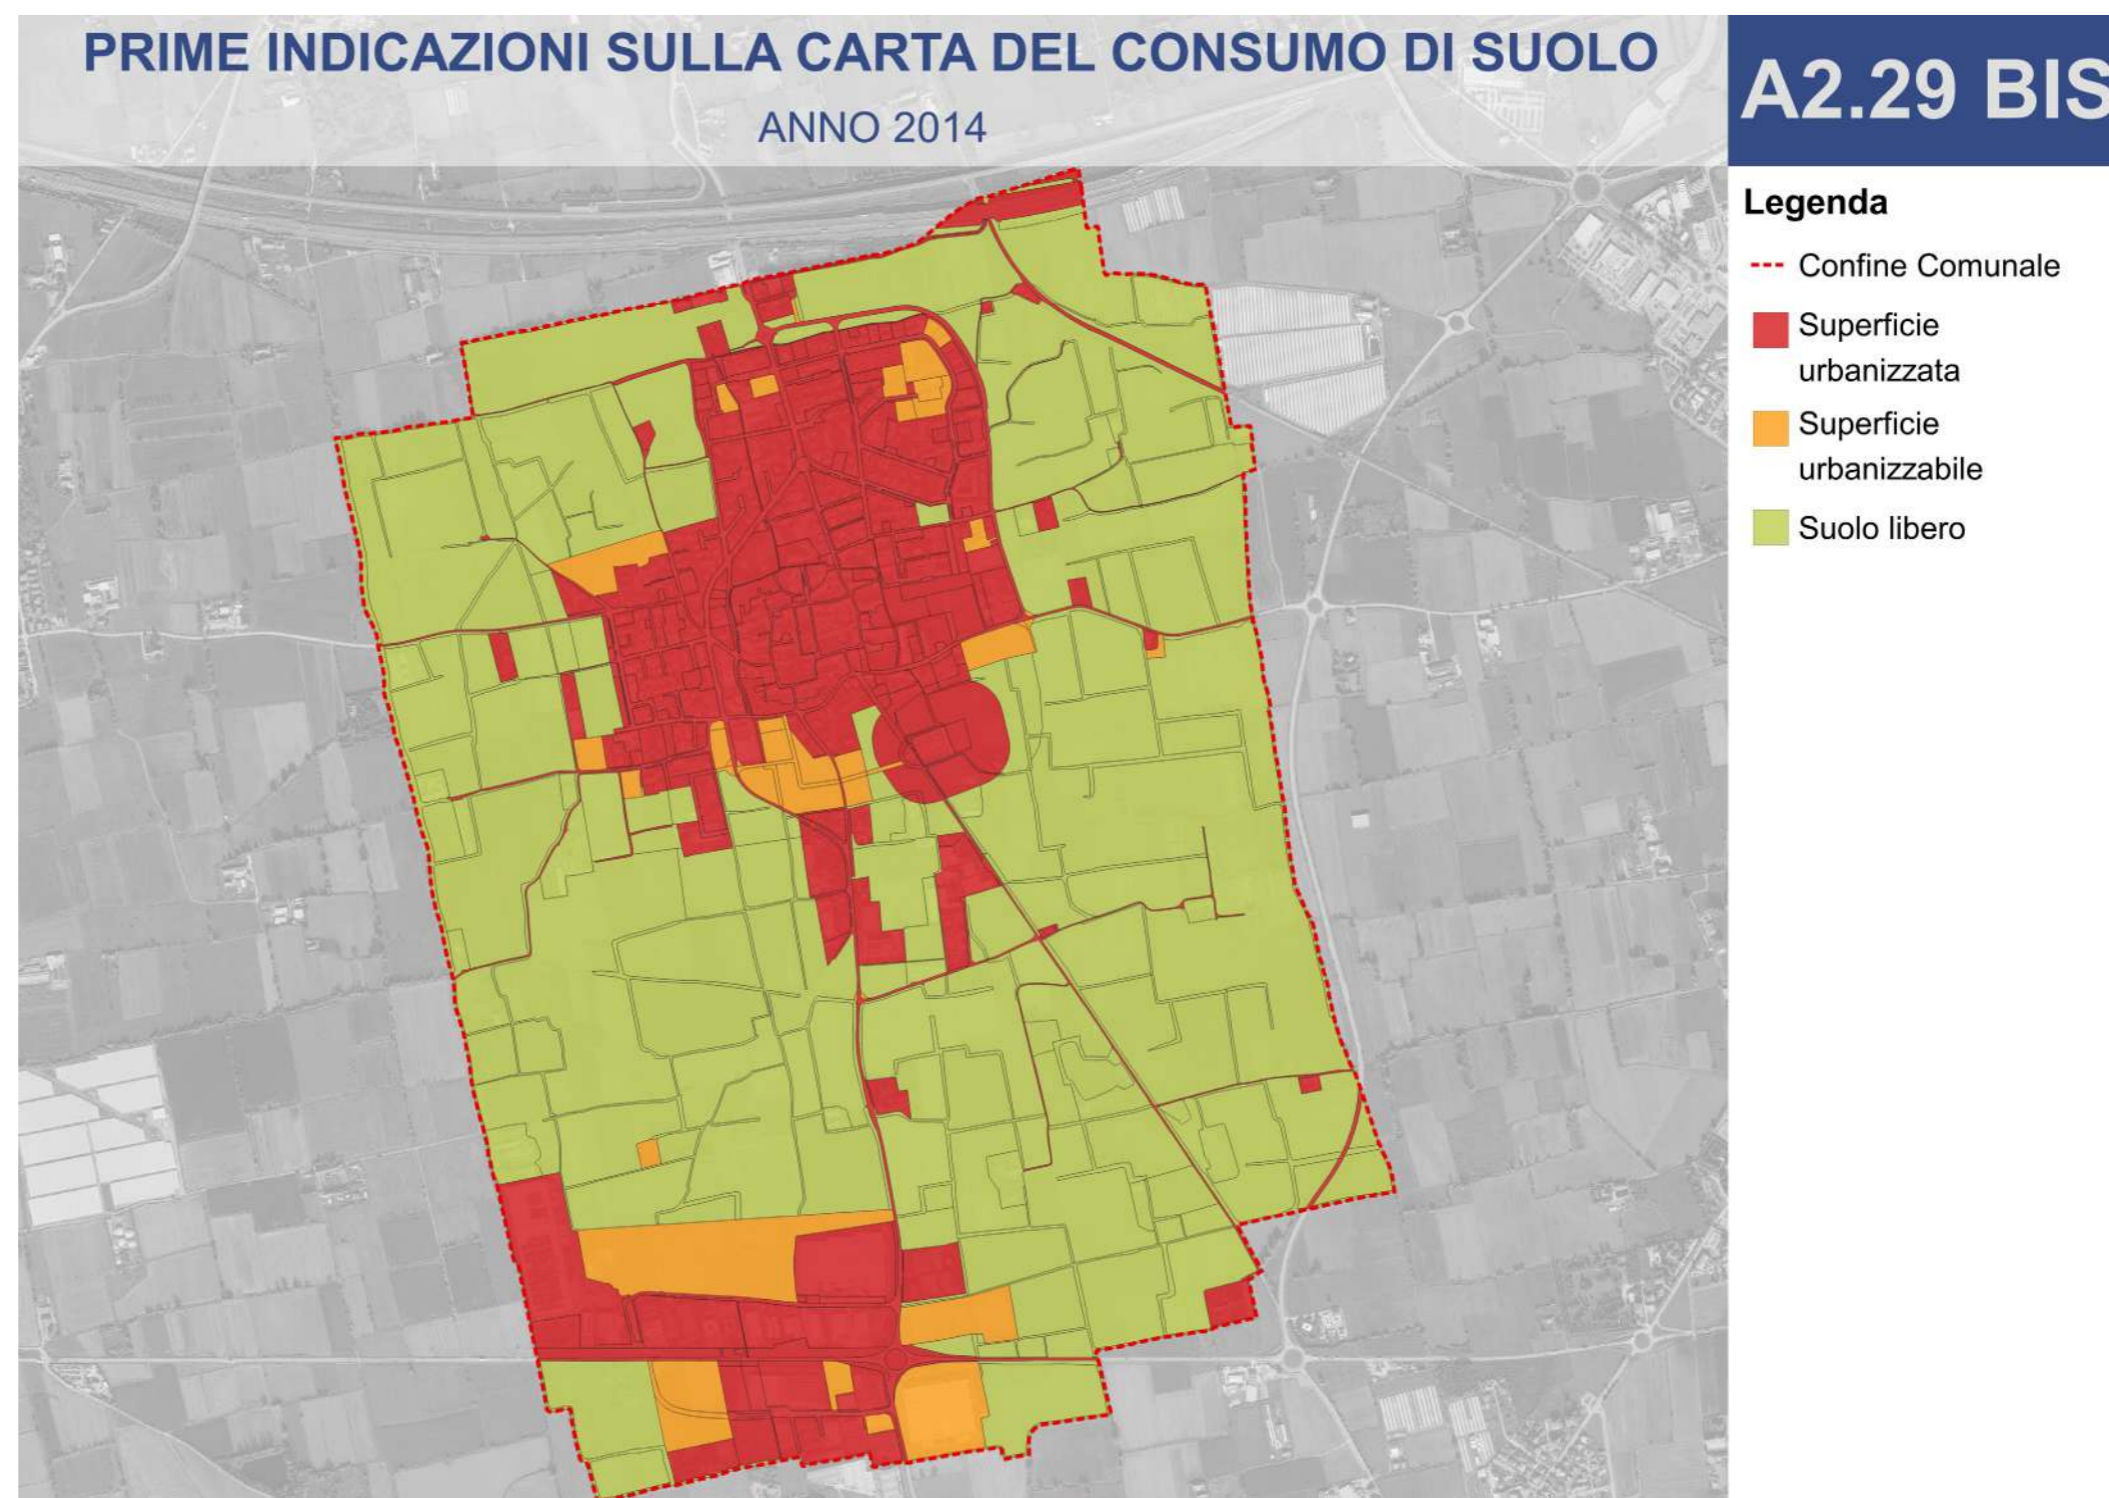 PRIME INDICAZIONI SULLA CARTA DEL CONSUMO DI SUOLO
ANNO 2014
A2.29 BIS
Legenda
Confine Comunale
Superficie
urbanizzata
Superficie
urbanizzabile
Suolo libero